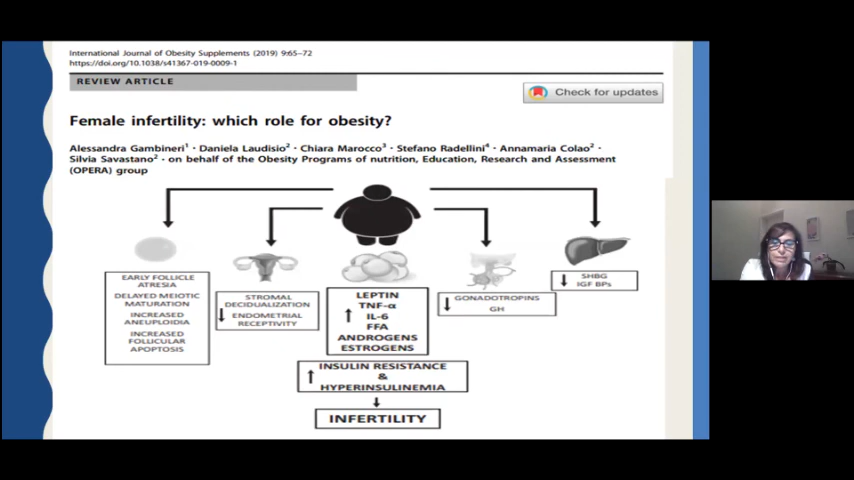 International Journal of Obesity Supplements (2019) 9:65–72
https://doi.org/10.1038/s41367-019-0009-1
REVIEW ARTICLE
Check for updates
Female infertility: which role for obesity?
Alessandra Gambineri1 · Daniela Laudisio2 · Chiara Marocco3 · Stefano Radellini4 · Annamaria Colao2 ·
Silvia Savastano2 · on behalf of the Obesity Programs of nutrition, Education, Research and Assessment
(OPERA) group
EARLY FOLLICLE
ATRESIA
DELAYED MEIOTIC
MATURATION
INCREASED
ANEUPLOIDIA
INCREASED
FOLLICULAR
APOPTOSIS
STROMAL
DECIDUALIZATION
ENDOMETRIAL
RECEPTIVITY
LEPTIN
TNF-α
IL-6
FFA
ANDROGENS
ESTROGENS
GONADOTROPINS
GH
SHBG
IGF BPs
INSULIN RESISTANCE
&
HYPERINSULINEMIA
INFERTILITY